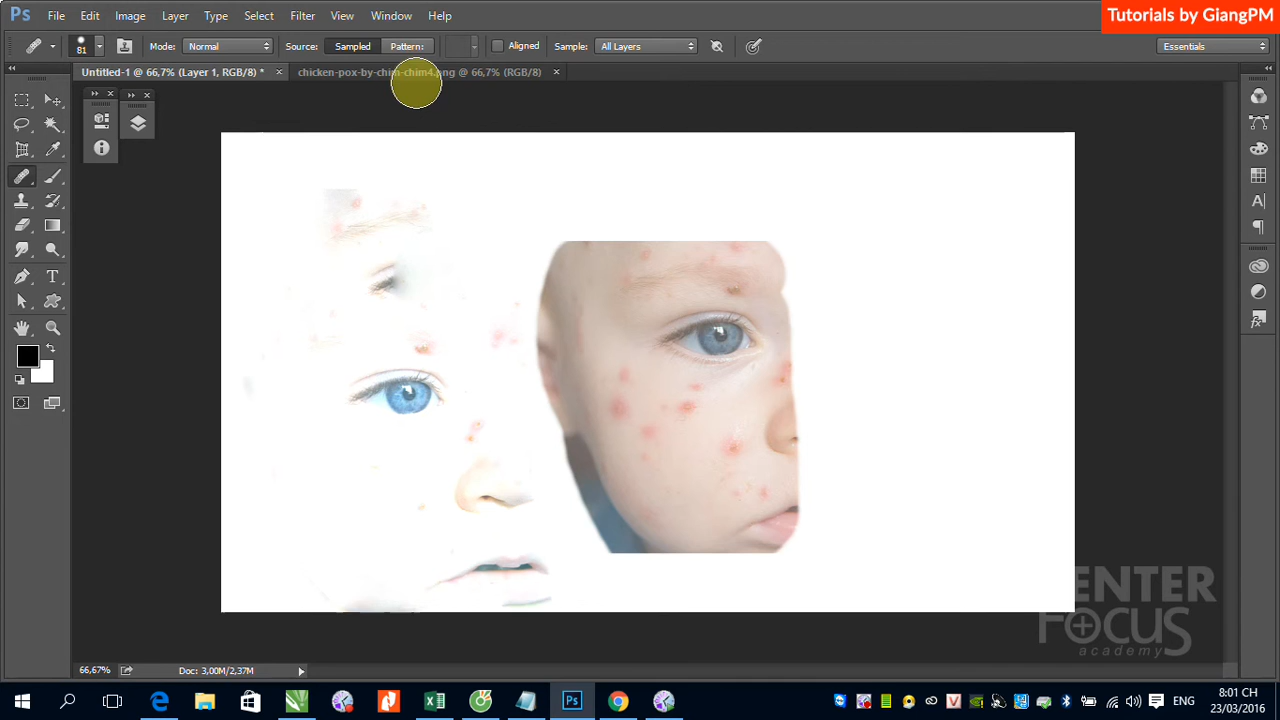 Ps File Edit Image Layer Type Select Filter View Window Help
Tutorials by GiangPM
81 Mode: Normal Source: Sampled Pattern: Aligned Sample: All Layers Essentials
Untitled-1 @ 66,7% (Layer 1, RGB/8) * × chicken-pox-by-chim-chim4.png @ 66,7% (RGB/8) ×
CENTER
FOCUS
academy
66,67% Doc: 3,00M/2,37M
8:01 CH
ENG
23/03/2016